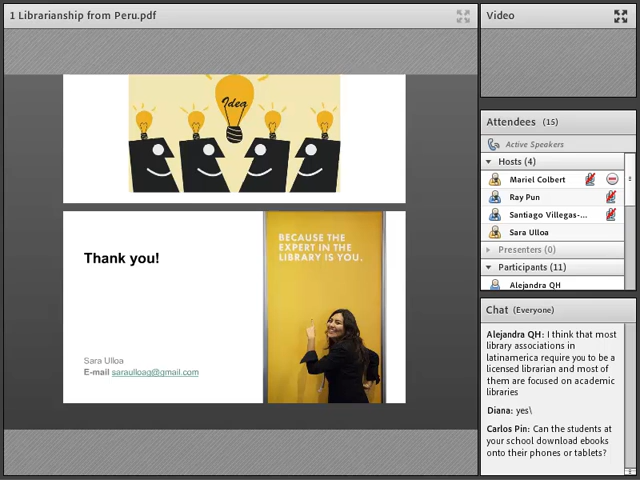 1 Librarianship from Peru.pdf
Idea
Thank you!
BECAUSE THE
EXPERT IN THE
LIBRARY IS YOU.
Sara Ulloa
E-mail saraulloag@gmail.com
Video
Attendees (15)
Active Speakers
Hosts (4)
Mariel Colbert
Ray Pun
Santiago Villegas-...
Sara Ulloa
Presenters (0)
Participants (11)
Alejandra QH
Chat (Everyone)
Alejandra QH: I think that most
library associations in
latinamerica require you to be a
licensed librarian and most of
them are focused on academic
libraries
Diana: yes\
Carlos Pin: Can the students at
your school download ebooks
onto their phones or tablets?